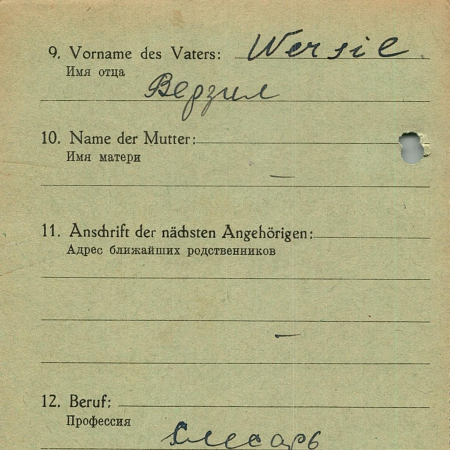 9. Vorname des Vaters: Wersil
Имя отца
Верзил
10. Name der Mutter:
Имя матери
—
11. Anschrift der nächsten Angehörigen:
Адрес ближайших родственников
—
12. Beruf:
Профессия
слесарь